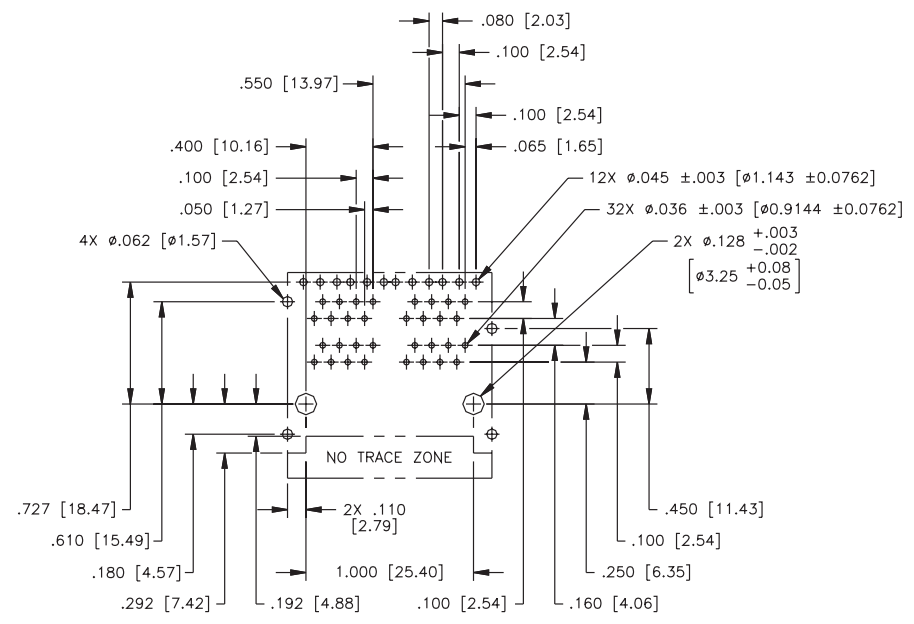 .080 [2.03]
.100 [2.54]
.550 [13.97]
.100 [2.54]
.400 [10.16]
.065 [1.65]
.100 [2.54]
12X ø.045 ±.003 [ø1.143 ±0.0762]
.050 [1.27]
32X ø.036 ±.003 [ø0.9144 ±0.0762]
4X ø.062 [ø1.57]
2X ø.128 +.003 -.002
[ø3.25 +0.08 -0.05]
NO TRACE ZONE
.727 [18.47]
2X .110
[2.79]
.450 [11.43]
.610 [15.49]
.100 [2.54]
.180 [4.57]
1.000 [25.40]
.250 [6.35]
.292 [7.42]
.192 [4.88]
.100 [2.54]
.160 [4.06]